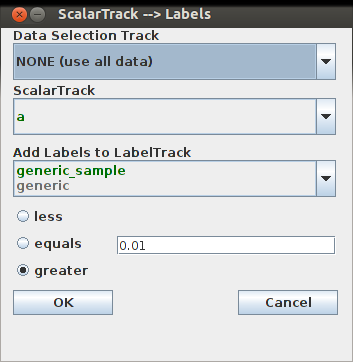 ScalarTrack --> Labels
Data Selection Track
NONE (use all data)
ScalarTrack
a
Add Labels to LabelTrack
generic_sample
generic
less
equals
0.01
greater
OK
Cancel